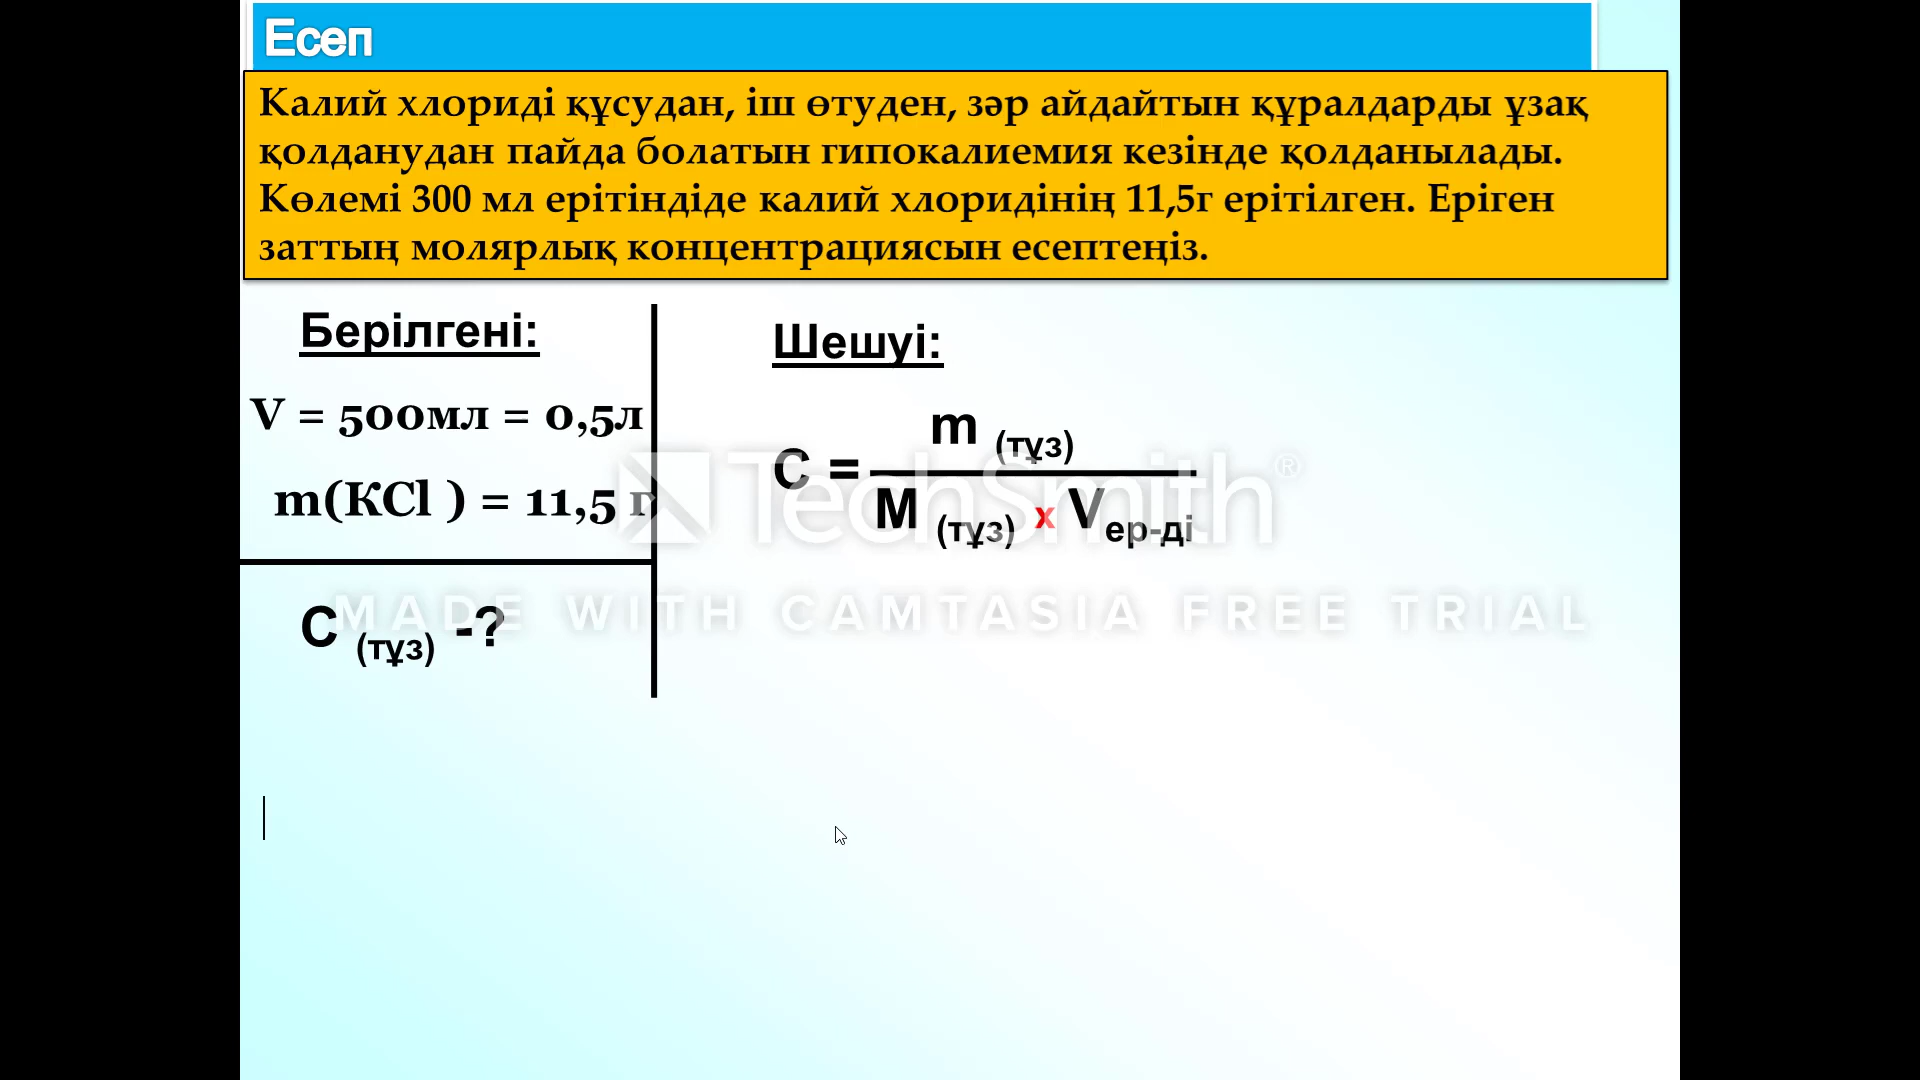 Есеп
Калий хлориді құсудан, іш өтуден, зәр айдайтын құралдарды ұзақ
қолданудан пайда болатын гипокалиемия кезінде қолданылады.
Көлемі 300 мл ерітіндіде калий хлоридінің 11,5г ерітілген. Еріген
заттың молярлық концентрациясын есептеңіз.
Берілгені:
V = 500мл = 0,5л
m(КCl ) = 11,5 г
С (тұз) -?
Шешуі:
m (тұз)
С =
М (тұз) х Vер-ді
TechSmith®
MADE WITH CAMTASIA FREE TRIAL